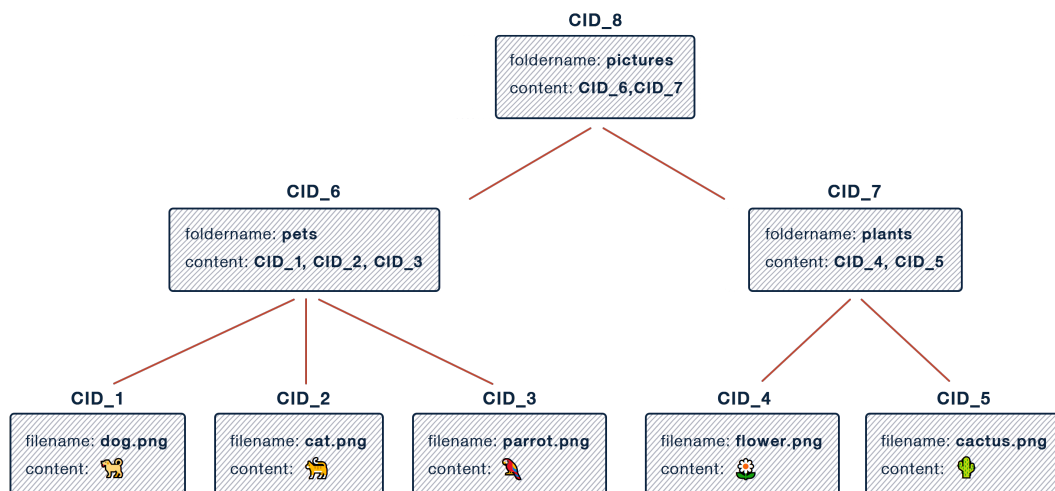 CID_8
foldername: pictures
content: CID_6,CID_7
CID_6
foldername: pets
content: CID_1, CID_2, CID_3
CID_7
foldername: plants
content: CID_4, CID_5
CID_1
filename: dog.png
content:
CID_2
filename: cat.png
content:
CID_3
filename: parrot.png
content:
CID_4
filename: flower.png
content:
CID_5
filename: cactus.png
content: